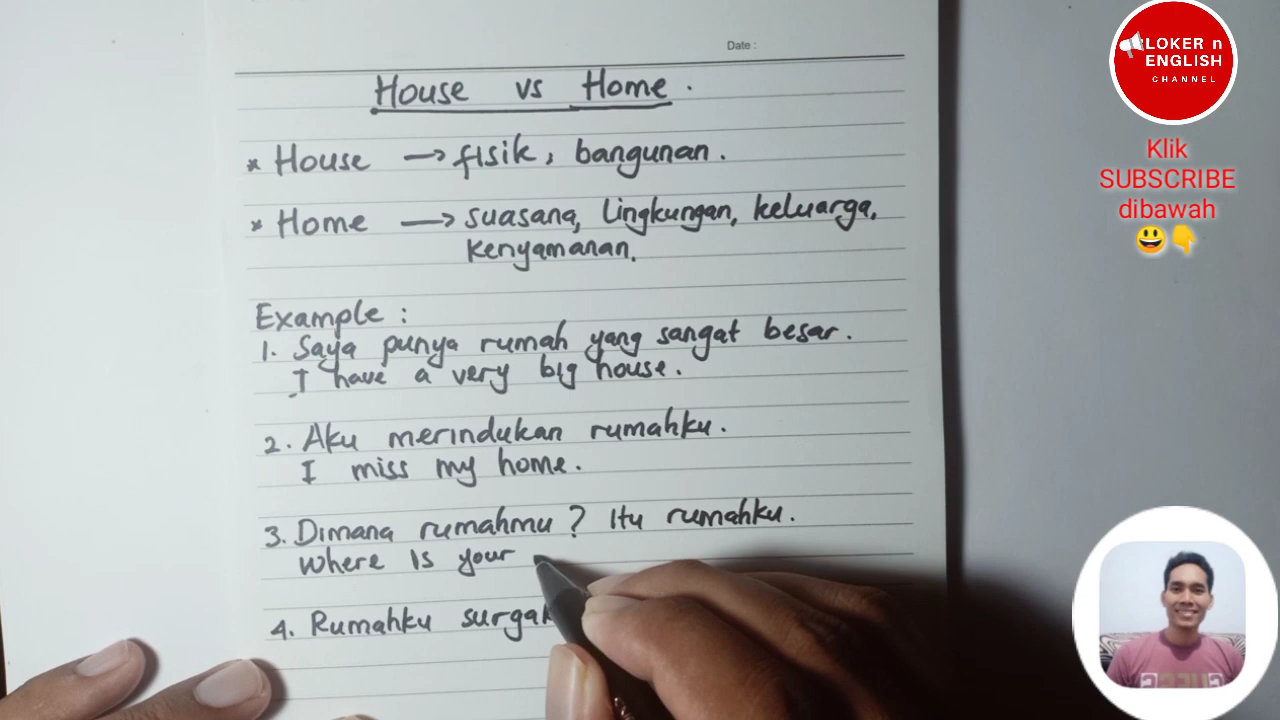 Date :
House vs Home .
* House → fisik, bangunan.
* Home → suasana, lingkungan, keluarga,
kenyamanan.
Example :
1. Saya punya rumah yang sangat besar.
I have a very big house.
2. Aku merindukan rumahku.
I miss my home.
3. Dimana rumahmu? Itu rumahku.
Where is your
4. Rumahku
LOKER n
ENGLISH
CHANNEL
Klik
SUBSCRIBE
dibawah